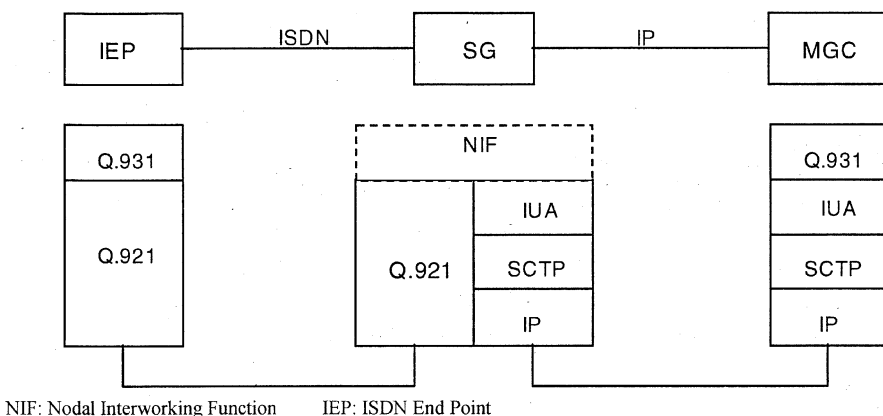 IEP ISDN SG IP MGC
NIF
Q.931 Q.931
IUA IUA
Q.921 Q.921 SCTP SCTP
IP IP
NIF: Nodal Interworking Function IEP: ISDN End Point